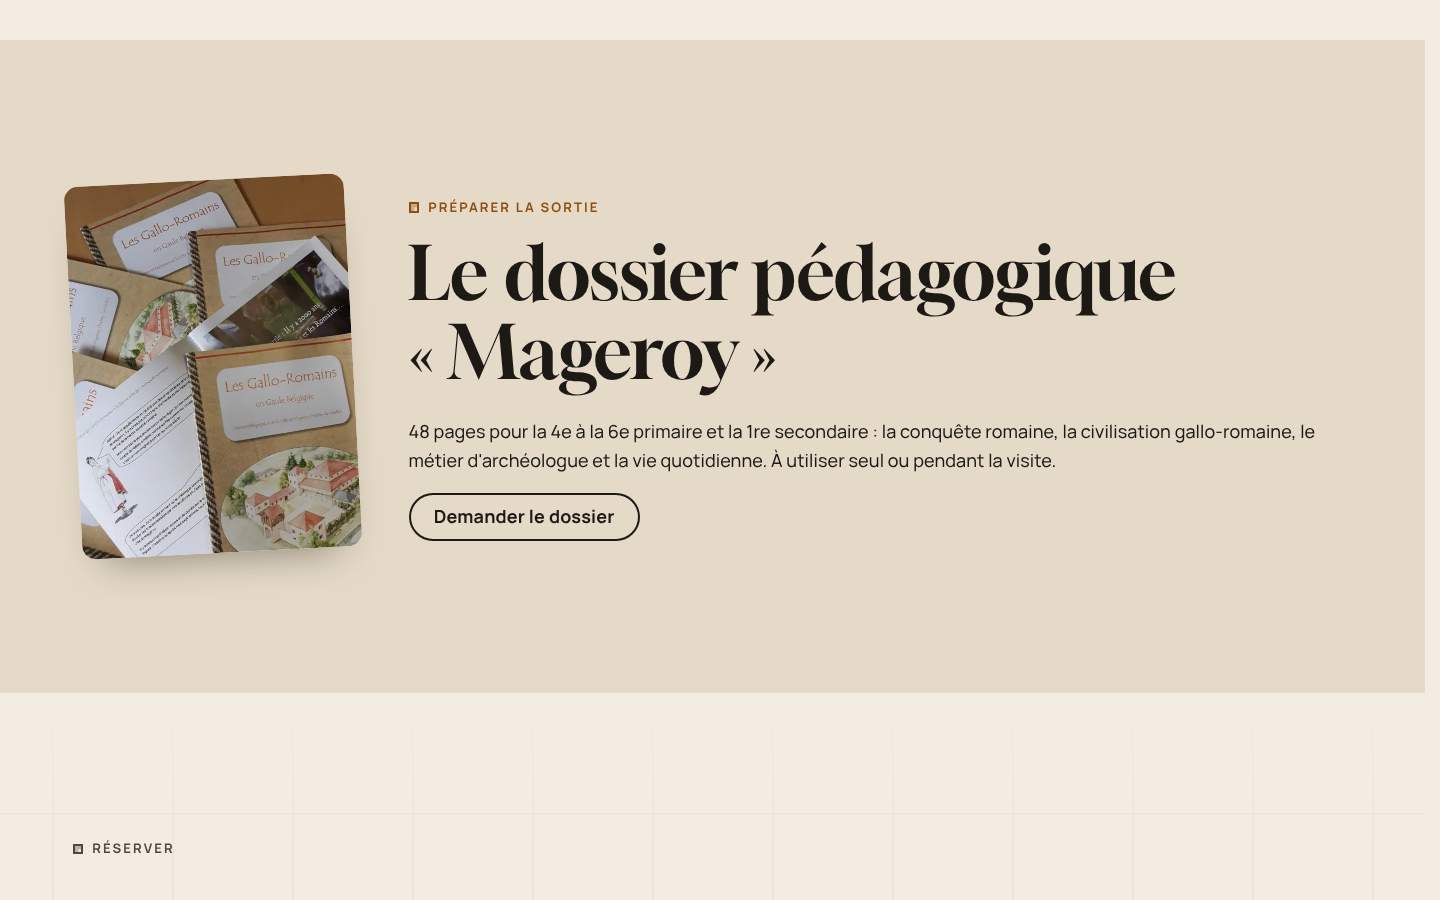 PRÉPARER LA SORTIE
Le dossier pédagogique
« Mageroy »
48 pages pour la 4e à la 6e primaire et la 1re secondaire : la conquête romaine, la civilisation gallo-romaine, le
métier d'archéologue et la vie quotidienne. À utiliser seul ou pendant la visite.
Demander le dossier
Les Gallo-Romains
Les Gallo-R
Les Gallo-Romains
en Gaule Belgique
RÉSERVER